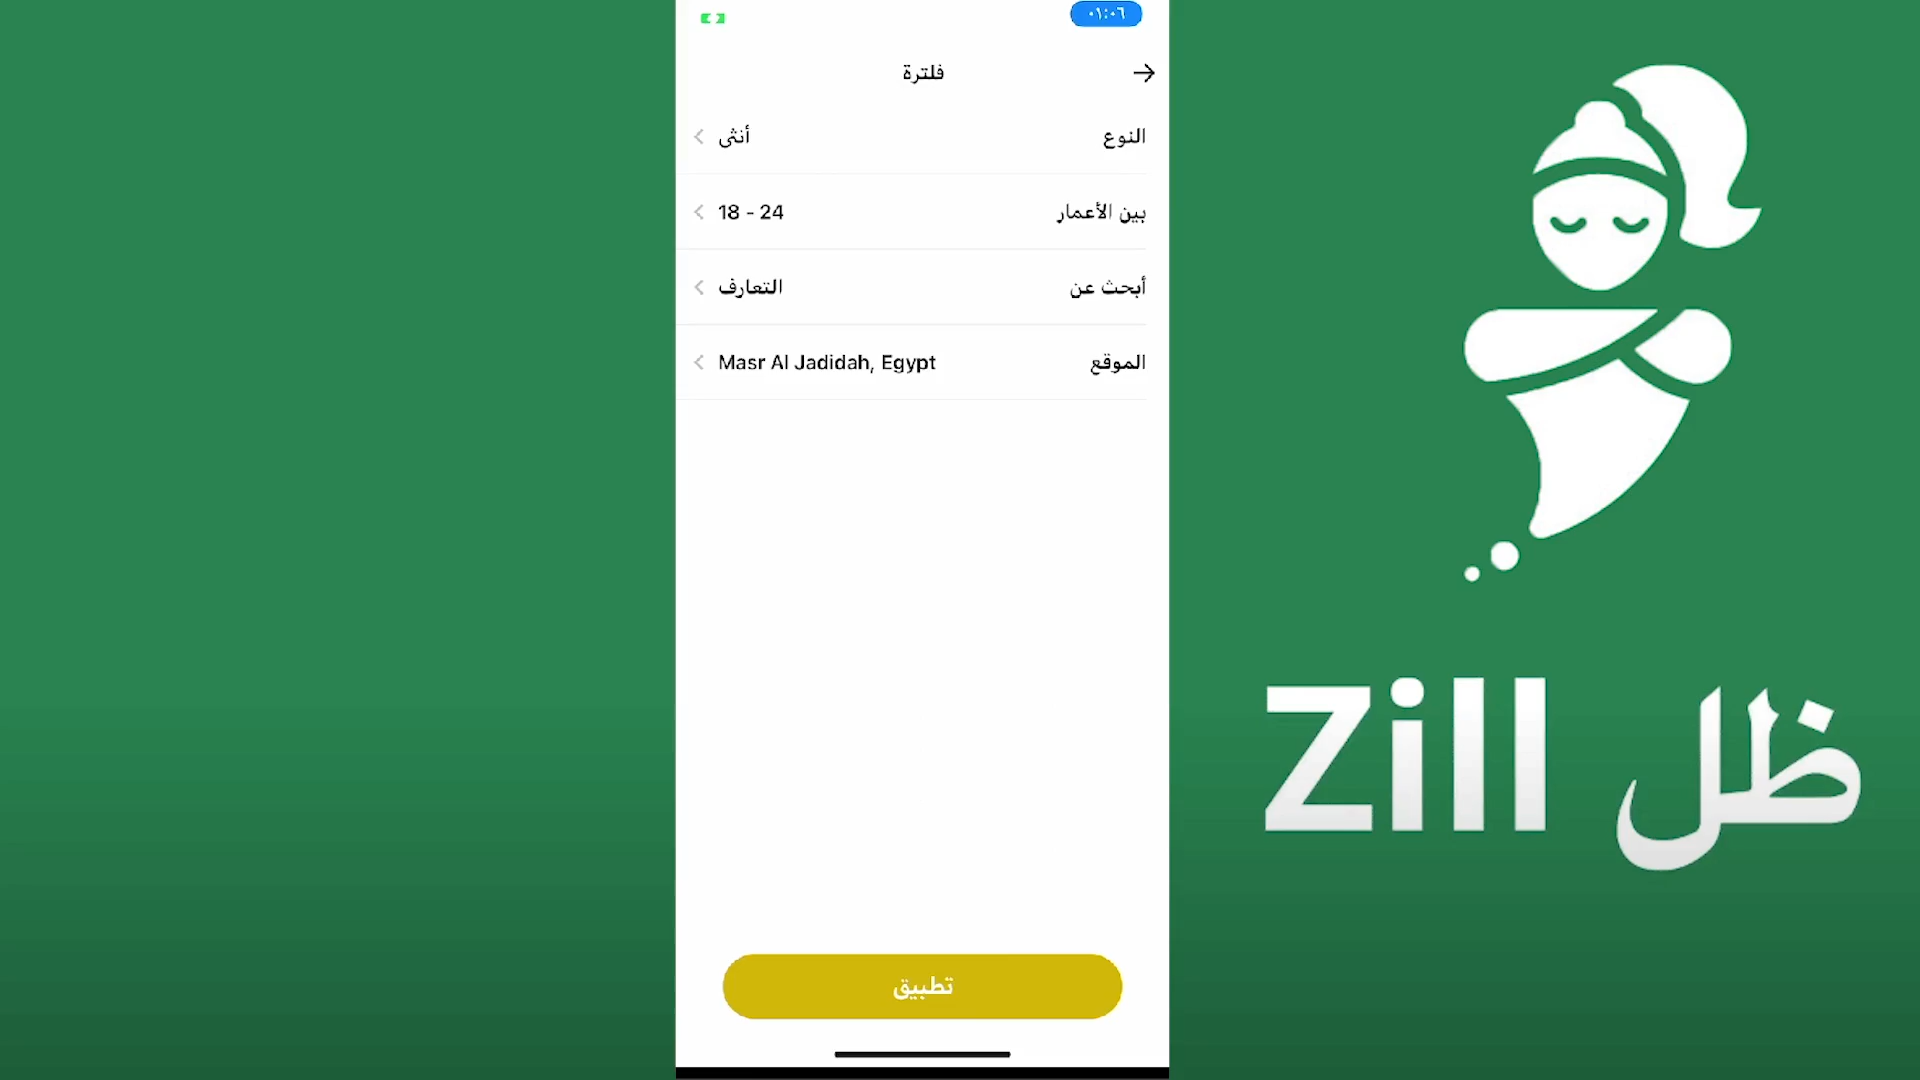 ٠١:٠٦
فلترة
النوع أنثى
بين الأعمار 18 - 24
أبحث عن التعارف
الموقع Masr Al Jadidah, Egypt
تطبيق
Zill ظل